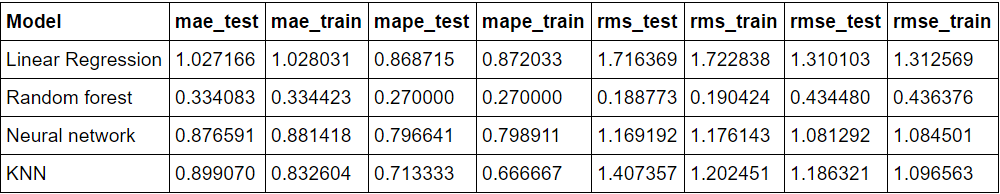 Model mae_test mae_train mape_test mape_train rms_test rms_train rmse_test rmse_train
Linear Regression 1.027166 1.028031 0.868715 0.872033 1.716369 1.722838 1.310103 1.312569
Random forest 0.334083 0.334423 0.270000 0.270000 0.188773 0.190424 0.434480 0.436376
Neural network 0.876591 0.881418 0.796641 0.798911 1.169192 1.176143 1.081292 1.084501
KNN 0.899070 0.832604 0.713333 0.666667 1.407357 1.202451 1.186321 1.096563